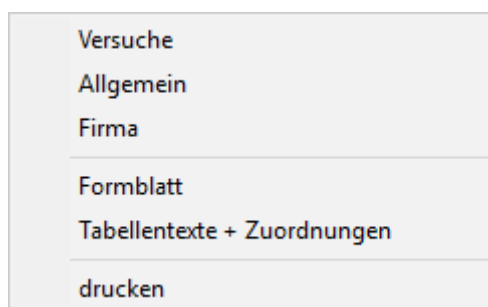 Versuche
Allgemein
Firma
Formblatt
Tabellentexte + Zuordnungen
drucken